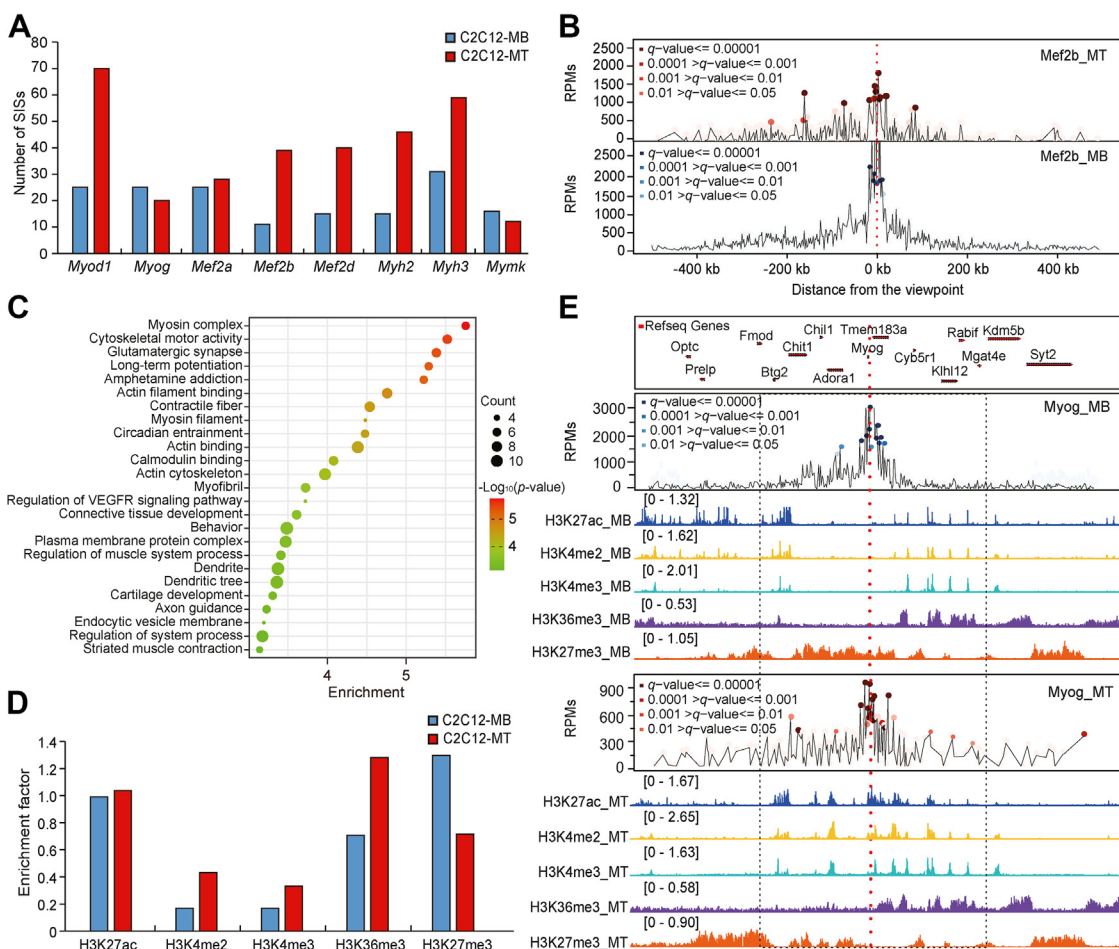 A
C2C12-MB
C2C12-MT
Number of SISs
80
70
60
50
40
30
20
10
0
Myod1 Myog Mef2a Mef2b Mef2d Myh2 Myh3 Mymk
B
Mef2b_MT
q-value<= 0.00001
0.0001 >q-value<= 0.001
0.001 >q-value<= 0.01
0.01 >q-value<= 0.05
RPMs
2500
2000
1500
1000
500
0
Mef2b_MB
q-value<= 0.00001
0.0001 >q-value<= 0.001
0.001 >q-value<= 0.01
0.01 >q-value<= 0.05
RPMs
2500
2000
1500
1000
500
0
-400 kb -200 kb 0 kb 200 kb 400 kb
Distance from the viewpoint
C
Myosin complex
Cytoskeletal motor activity
Glutamatergic synapse
Long-term potentiation
Amphetamine addiction
Actin filament binding
Contractile fiber
Myosin filament
Circadian entrainment
Actin binding
Calmodulin binding
Actin cytoskeleton
Myofibril
Regulation of VEGFR signaling pathway
Connective tissue development
Behavior
Plasma membrane protein complex
Regulation of muscle system process
Dendrite
Dendritic tree
Cartilage development
Axon guidance
Endocytic vesicle membrane
Regulation of system process
Striated muscle contraction
4 5
Enrichment
Count
4
6
8
10
-Log10(p-value)
5
4
D
C2C12-MB
C2C12-MT
Enrichment factor
1.4
1.2
1.0
0.8
0.6
0.4
0.2
0
H3K27ac H3K4me2 H3K4me3 H3K36me3 H3K27me3
E
Refseq Genes
Optc
Prelp
Fmod
Btg2
Chit1
Chil1
Adora1
Tmem183a
Myog
Cyb5r1
Rabif
Klhl12
Mgat4e
Kdm5b
Syt2
Myog_MB
q-value<= 0.00001
0.0001 >q-value<= 0.001
0.001 >q-value<= 0.01
0.01 >q-value<= 0.05
RPMs
3000
2000
1000
0
[0 - 1.32]
H3K27ac_MB
[0 - 1.62]
H3K4me2_MB
[0 - 2.01]
H3K4me3_MB
[0 - 0.53]
H3K36me3_MB
[0 - 1.05]
H3K27me3_MB
Myog_MT
q-value<= 0.00001
0.0001 >q-value<= 0.001
0.001 >q-value<= 0.01
0.01 >q-value<= 0.05
RPMs
900
600
300
0
[0 - 1.67]
H3K27ac_MT
[0 - 2.65]
H3K4me2_MT
[0 - 1.63]
H3K4me3_MT
[0 - 0.58]
H3K36me3_MT
[0 - 0.90]
H3K27me3_MT